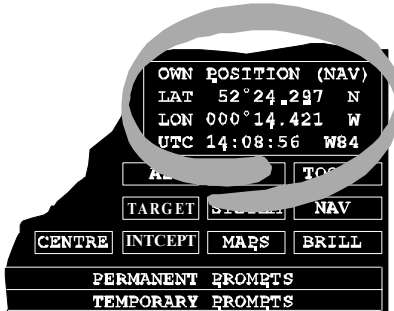 OWN POSITION (NAV)
LAT 52°24.297 N
LON 000°14.421 W
UTC 14:08:56 W84
TARGET NAV
CENTRE INTCEPT MAPS BRILL
PERMANENT PROMPTS
TEMPORARY PROMPTS